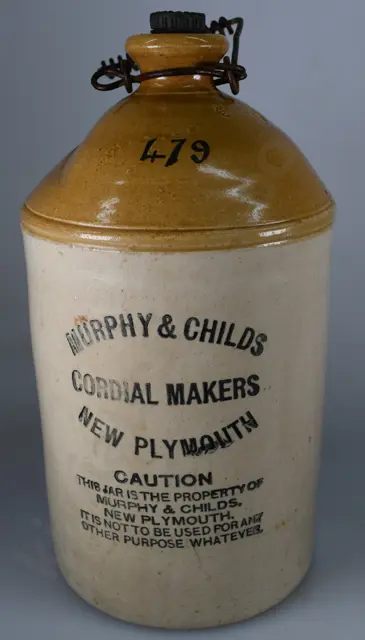 479
MURPHY & CHILDS
CORDIAL MAKERS
NEW PLYMOUTH
CAUTION
THIS JAR IS THE PROPERTY OF
MURPHY & CHILDS,
NEW PLYMOUTH.
IT IS NOT TO BE USED FOR ANY
OTHER PURPOSE WHATEVER.